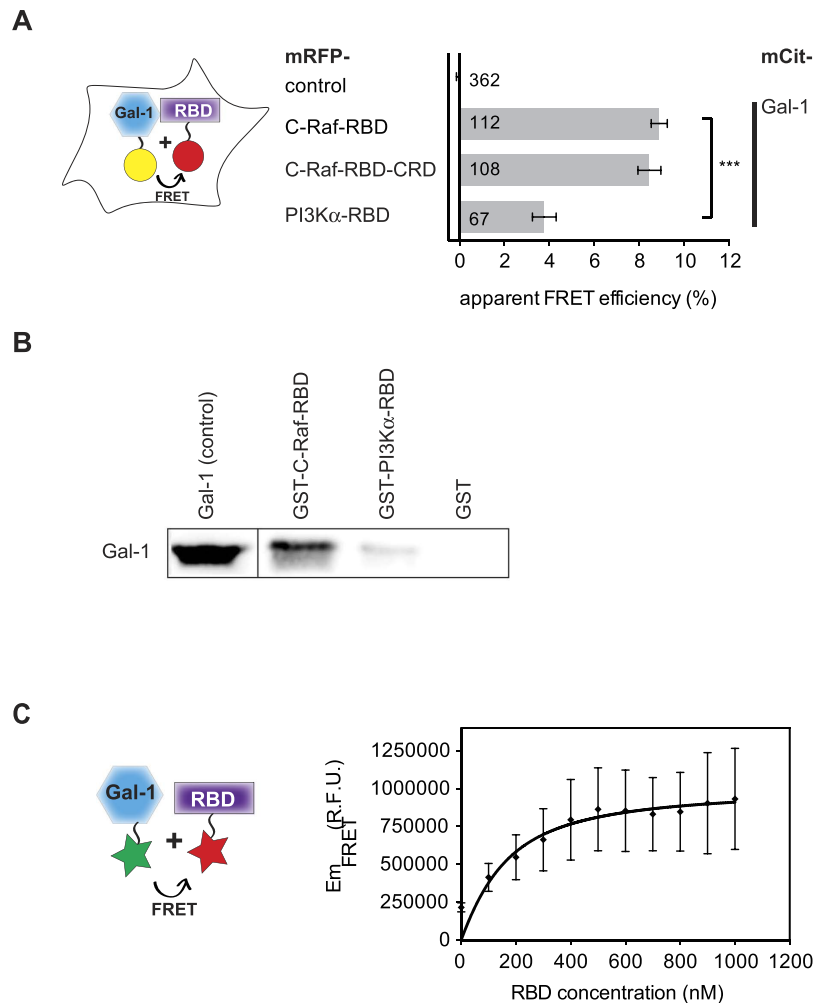 A
mRFP-
mCit-
control
362
Gal-1
Gal-1
RBD
+
FRET
C-Raf-RBD
112
C-Raf-RBD-CRD
108
***
PI3Kα-RBD
67
0 2 4 6 8 10 12
apparent FRET efficiency (%)
B
Gal-1 (control)
GST-C-Raf-RBD
GST-PI3Kα-RBD
GST
Gal-1
C
Gal-1
RBD
+
FRET
Em FRET (R.F.U.)
1250000
1000000
750000
500000
250000
0
0 200 400 600 800 1000 1200
RBD concentration (nM)